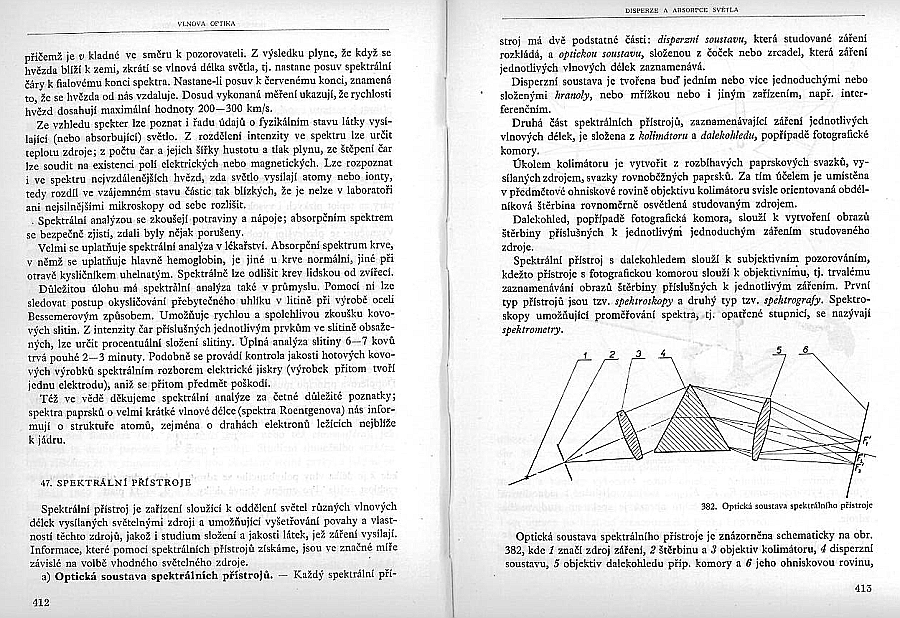 VLNOVÁ OPTIKA
přičemž je v kladné ve směru k pozorovateli. Z výsledku plyne, že když se
hvězda blíží k zemi, zkrátí se vlnová délka světla, tj. nastane posuv spektrální
čáry k fialovému konci spektra. Nastane-li posuv k červenému konci, znamená
to, že se hvězda od nás vzdaluje. Dosud vykonaná měření ukazují, že rychlosti
hvězd dosahují maximální hodnoty 200—300 km/s.
Ze vzhledu spekter lze poznat i řadu údajů o fyzikálním stavu látky vysí-
lající (nebo absorbující) světlo. Z rozdělení intenzity ve spektru lze určit
teplotu zdroje; z počtu čar a jejich šířky hustotu a tlak plynu, ze štěpení čar
lze soudit na existenci polí elektrických nebo magnetických. Lze rozpoznat
i ve spektru nejvzdálenějších hvězd, zda světlo vysílají atomy nebo ionty,
tedy rozdíl ve vzájemném stavu částic tak blízkých, že je nelze v laboratoři
ani nejsilnějšími mikroskopy od sebe rozlišit.
Spektrální analýzou se zkoušejí potraviny a nápoje; absorpčním spektrem
se bezpečně zjistí, zdali byly nějak porušeny.
Velmi se uplatňuje spektrální analýza v lékařství. Absorpční spektrum krve,
v němž se uplatňuje hlavně hemoglobin, je jiné u krve normální, jiné při
otravě kysličníkem uhelnatým. Spektrálně lze odlišit krev lidskou od zvířecí.
Důležitou úlohu má spektrální analýza také v průmyslu. Pomocí ní lze
sledovat postup okysličování přebytečného uhlíku v litině při výrobě oceli
Bessemerovým způsobem. Umožňuje rychlou a spolehlivou zkoušku kovo-
vých slitin. Z intenzity čar příslušných jednotlivým prvkům ve slitině obsaže-
ných, lze určit procentuální složení slitiny. Úplná analýza slitiny 6—7 kovů
trvá pouhé 2—3 minuty. Podobně se provádí kontrola jakosti hotových kovo-
vých výrobků spektrálním rozborem elektrické jiskry (výrobek přitom tvoří
jednu elektrodu), aniž se přitom předmět poškodí.
Též ve vědě děkujeme spektrální analýze za četné důležité poznatky;
spektra paprsků o velmi krátké vlnové délce (spektra Roentgenova) nás infor-
mují o struktuře atomů, zejména o drahách elektronů ležících nejblíže
k jádru.
47. SPEKTRÁLNÍ PŘÍSTROJE
Spektrální přístroj je zařízení sloužící k oddělení světel různých vlnových
délek vysílaných světelnými zdroji a umožňující vyšetřování povahy a vlast-
ností těchto zdrojů, jakož i studium složení a jakosti látek, jež záření vysílají.
Informace, které pomocí spektrálních přístrojů získáme, jsou ve značné míře
závislé na volbě vhodného světelného zdroje.
a) Optická soustava spektrálních přístrojů. — Každý spektrální pří-
412
DISPERZE A ABSORPCE SVĚTLA
stroj má dvě podstatné části: disperzní soustavu, která studované záření
rozkládá, a optickou soustavu, složenou z čoček nebo zrcadel, která záření
jednotlivých vlnových délek zaznamenává.
Disperzní soustava je tvořena buď jedním nebo více jednoduchými nebo
složenými hranoly, nebo mřížkou nebo i jiným zařízením, např. inter-
ferenčním.
Druhá část spektrálních přístrojů, zaznamenávající záření jednotlivých
vlnových délek, je složena z kolimátoru a dalekohledu, popřípadě fotografické
komory.
Úkolem kolimátoru je vytvořit z rozbíhavých paprskových svazků, vy-
sílaných zdrojem, svazky rovnoběžných paprsků. Za tím účelem je umístěna
v předmětové ohniskové rovině objektivu kolimátoru svisle orientovaná obdél-
níková štěrbina rovnoměrně osvětlená studovaným zdrojem.
Dalekohled, popřípadě fotografická komora, slouží k vytvoření obrazů
štěrbiny příslušných k jednotlivým jednoduchým zářením studovaného
zdroje.
Spektrální přístroj s dalekohledem slouží k subjektivním pozorováním,
kdežto přístroje s fotografickou komorou slouží k objektivnímu, tj. trvalému
zaznamenávání obrazů štěrbiny příslušných k jednotlivým zářením. První
typ přístrojů jsou tzv. spektroskopy a druhý typ tzv. spektrografy. Spektro-
skopy umožňující proměřování spektra, tj. opatřené stupnicí, se nazývají
spektrometry.
1 2 3 4 5 6
F₁'
F₂'
F₃'
382. Optická soustava spektrálního přístroje
Optická soustava spektrálního přístroje je znázorněna schematicky na obr.
382, kde 1 značí zdroj záření, 2 štěrbinu a 3 objektiv kolimátoru, 4 disperzní
soustavu, 5 objektiv dalekohledu příp. komory a 6 jeho ohniskovou rovinu,
413